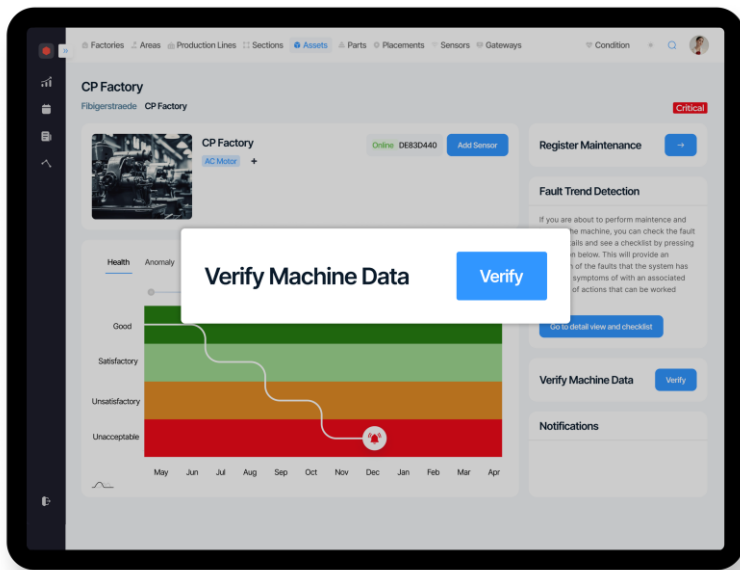 Factories Areas Production Lines Sections Assets Parts Placements Sensors Gateways Condition
CP Factory
Fibigerstraede CP Factory
Critical
CP Factory
AC Motor +
Online DE83D440 Add Sensor
Register Maintenance
Fault Trend Detection
If you are about to perform maintence and
the machine, you can check the fault
and see a checklist by pressing
below. This will provide an
of the faults that the system has
symptoms of with an associated
of actions that can be worked
Go to detail view and checklist
Verify Machine Data Verify
Health Anomaly
Good
Satisfactory
Unsatisfactory
Unacceptable
May Jun Jul Aug Sep Oct Nov Dec Jan Feb Mar Apr
Verify Machine Data Verify
Notifications